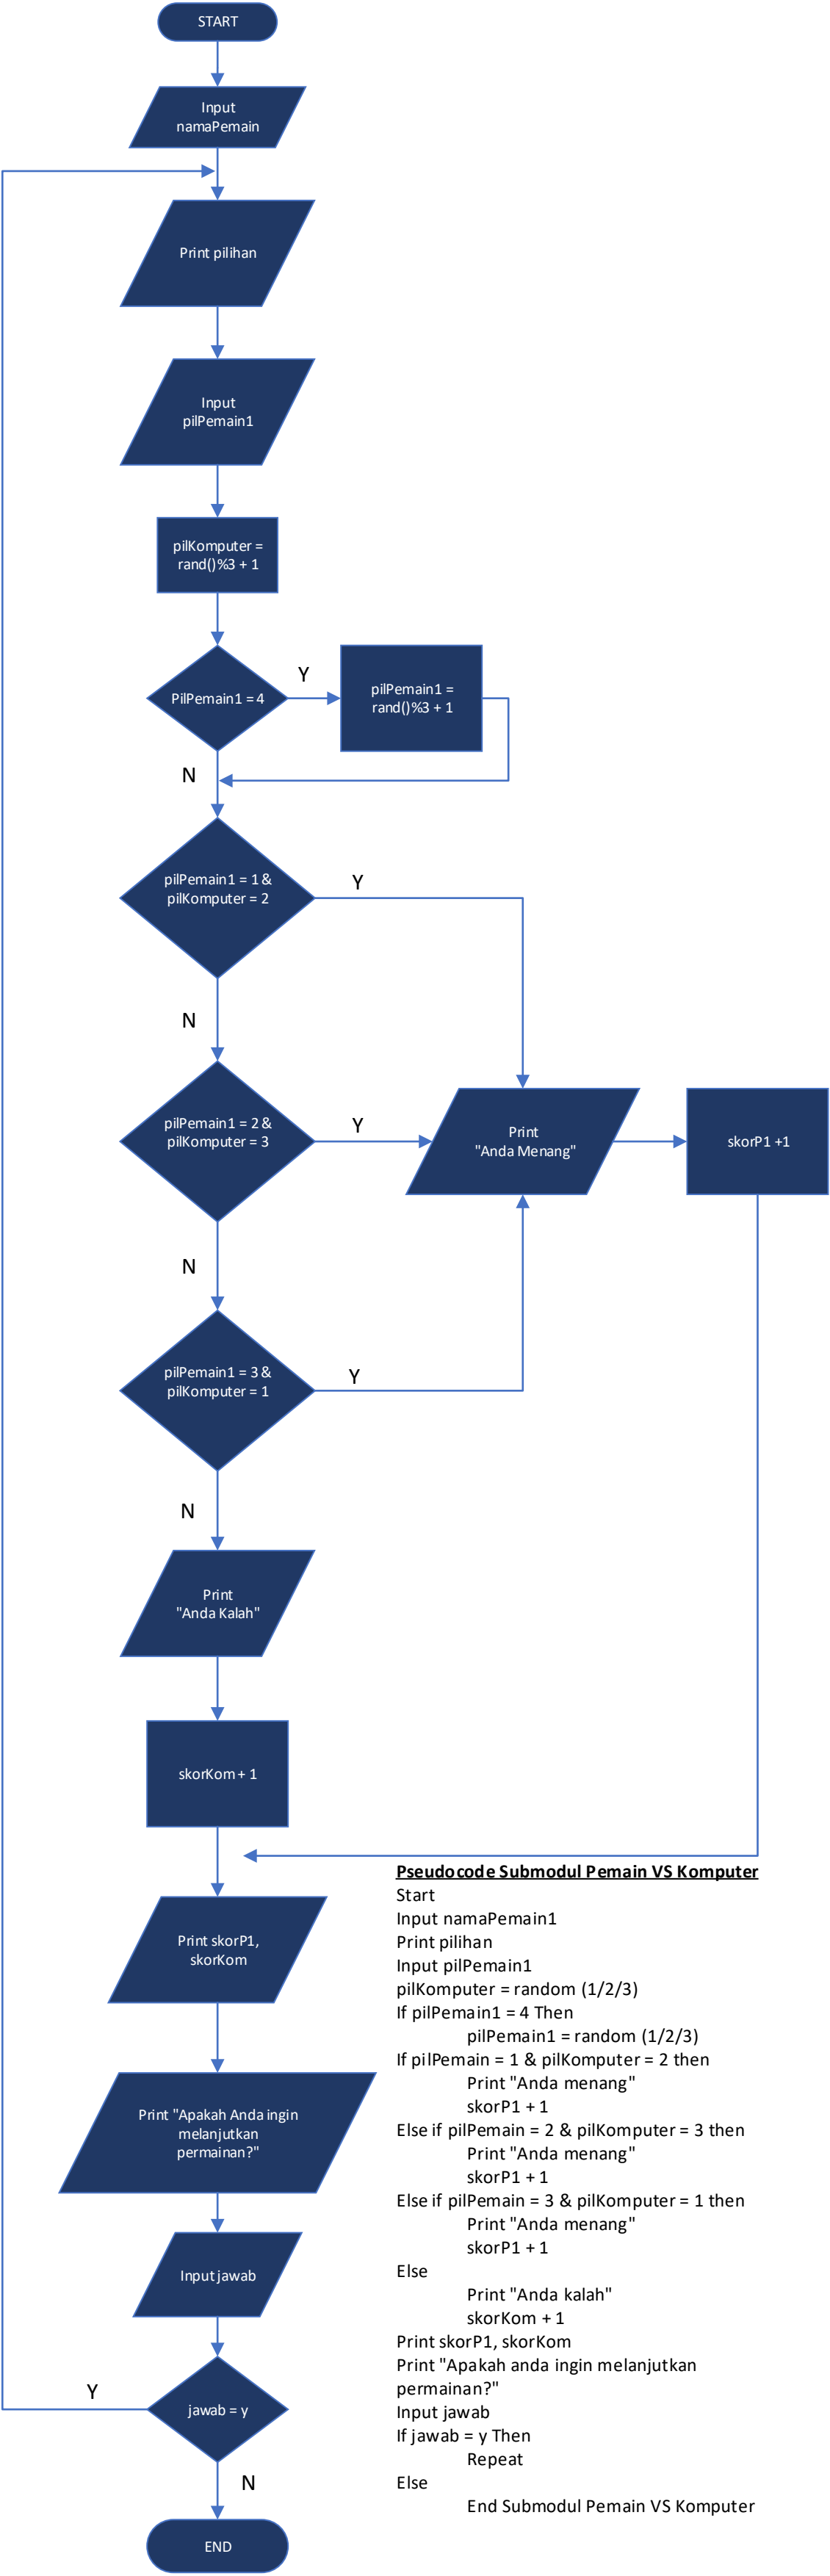 START
Input
namaPemain
Print pilihan
Input
pilPemain1
pilKomputer =
rand()%3 + 1
PilPemain1 = 4
Y
pilPemain1 =
rand()%3 + 1
N
pilPemain1 = 1 &
pilKomputer = 2
Y
N
pilPemain1 = 2 &
pilKomputer = 3
Y
Print
"Anda Menang"
skorP1 +1
N
pilPemain1 = 3 &
pilKomputer = 1
Y
N
Print
"Anda Kalah"
skorKom + 1
Print skorP1,
skorKom
Print "Apakah Anda ingin
melanjutkan
permainan?"
Input jawab
jawab = y
Y
N
END
Pseudocode Submodul Pemain VS Komputer
Start
Input namaPemain1
Print pilihan
Input pilPemain1
pilKomputer = random (1/2/3)
If pilPemain1 = 4 Then
pilPemain1 = random (1/2/3)
If pilPemain = 1 & pilKomputer = 2 then
Print "Anda menang"
skorP1 + 1
Else if pilPemain = 2 & pilKomputer = 3 then
Print "Anda menang"
skorP1 + 1
Else if pilPemain = 3 & pilKomputer = 1 then
Print "Anda menang"
skorP1 + 1
Else
Print "Anda kalah"
skorKom + 1
Print skorP1, skorKom
Print "Apakah anda ingin melanjutkan
permainan?"
Input jawab
If jawab = y Then
Repeat
Else
End Submodul Pemain VS Komputer